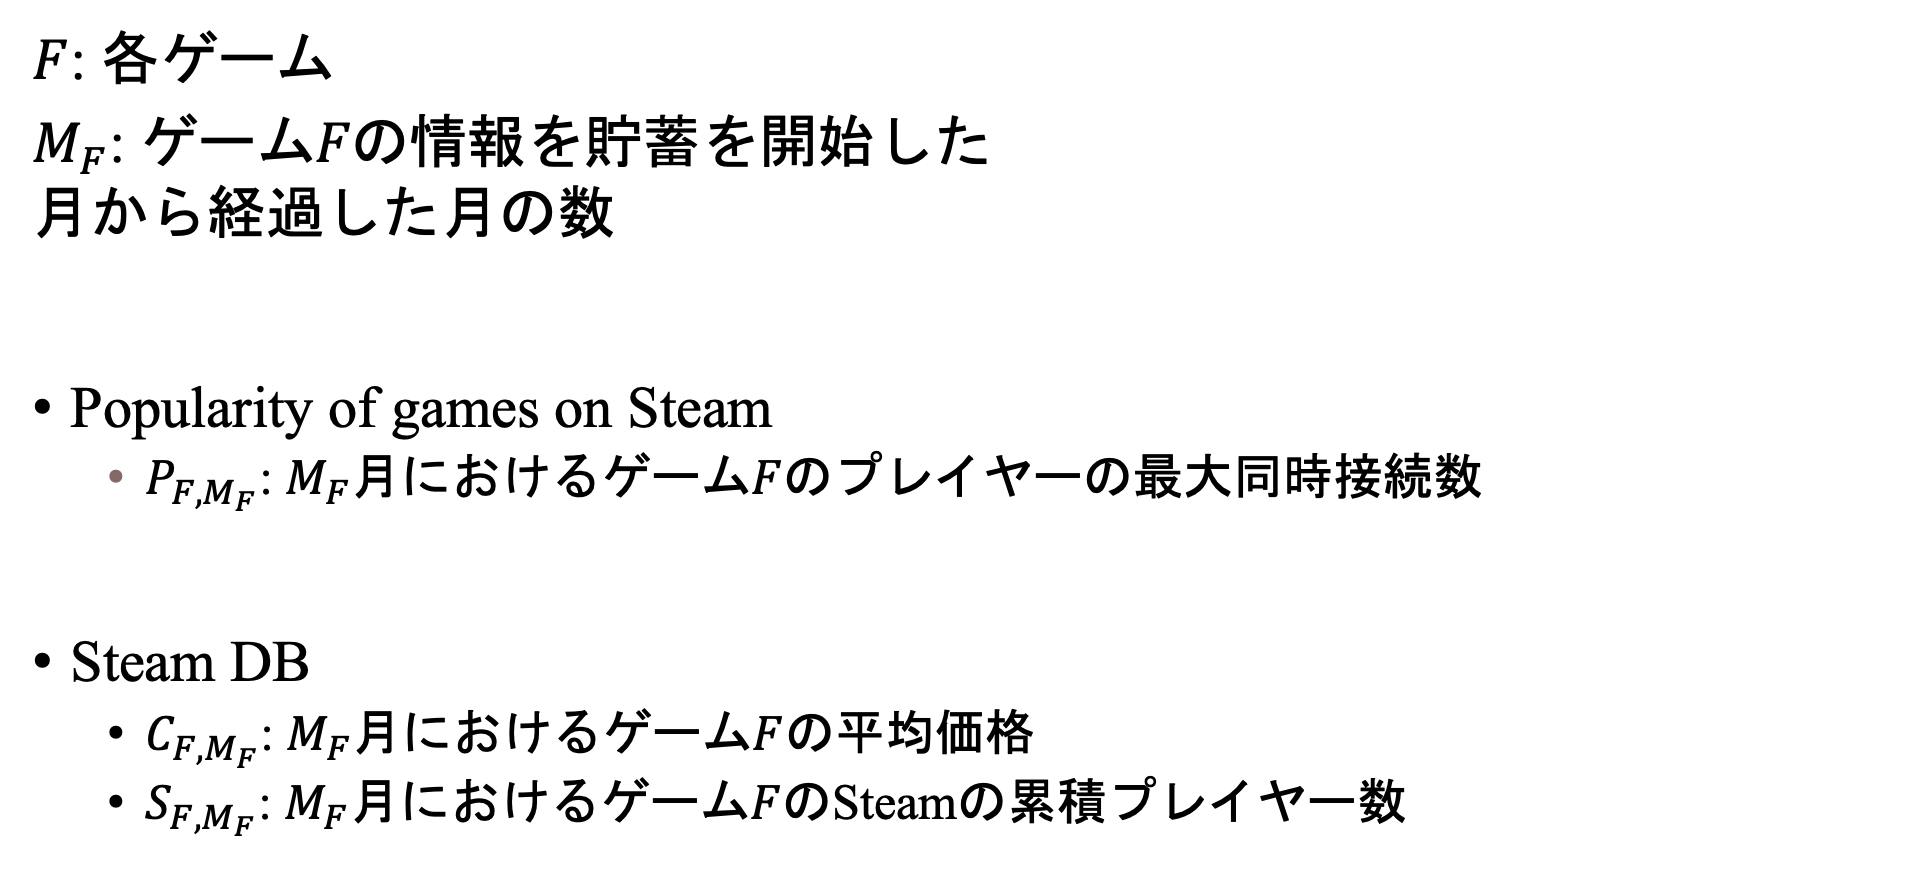 F: 各ゲーム
M_F: ゲームFの情報を貯蓄を開始した
月から経過した月の数
• Popularity of games on Steam
• P_{F,M_F}: M_F月におけるゲームFのプレイヤーの最大同時接続数
• Steam DB
• C_{F,M_F}: M_F月におけるゲームFの平均価格
• S_{F,M_F}: M_F月におけるゲームFのSteamの累積プレイヤー数